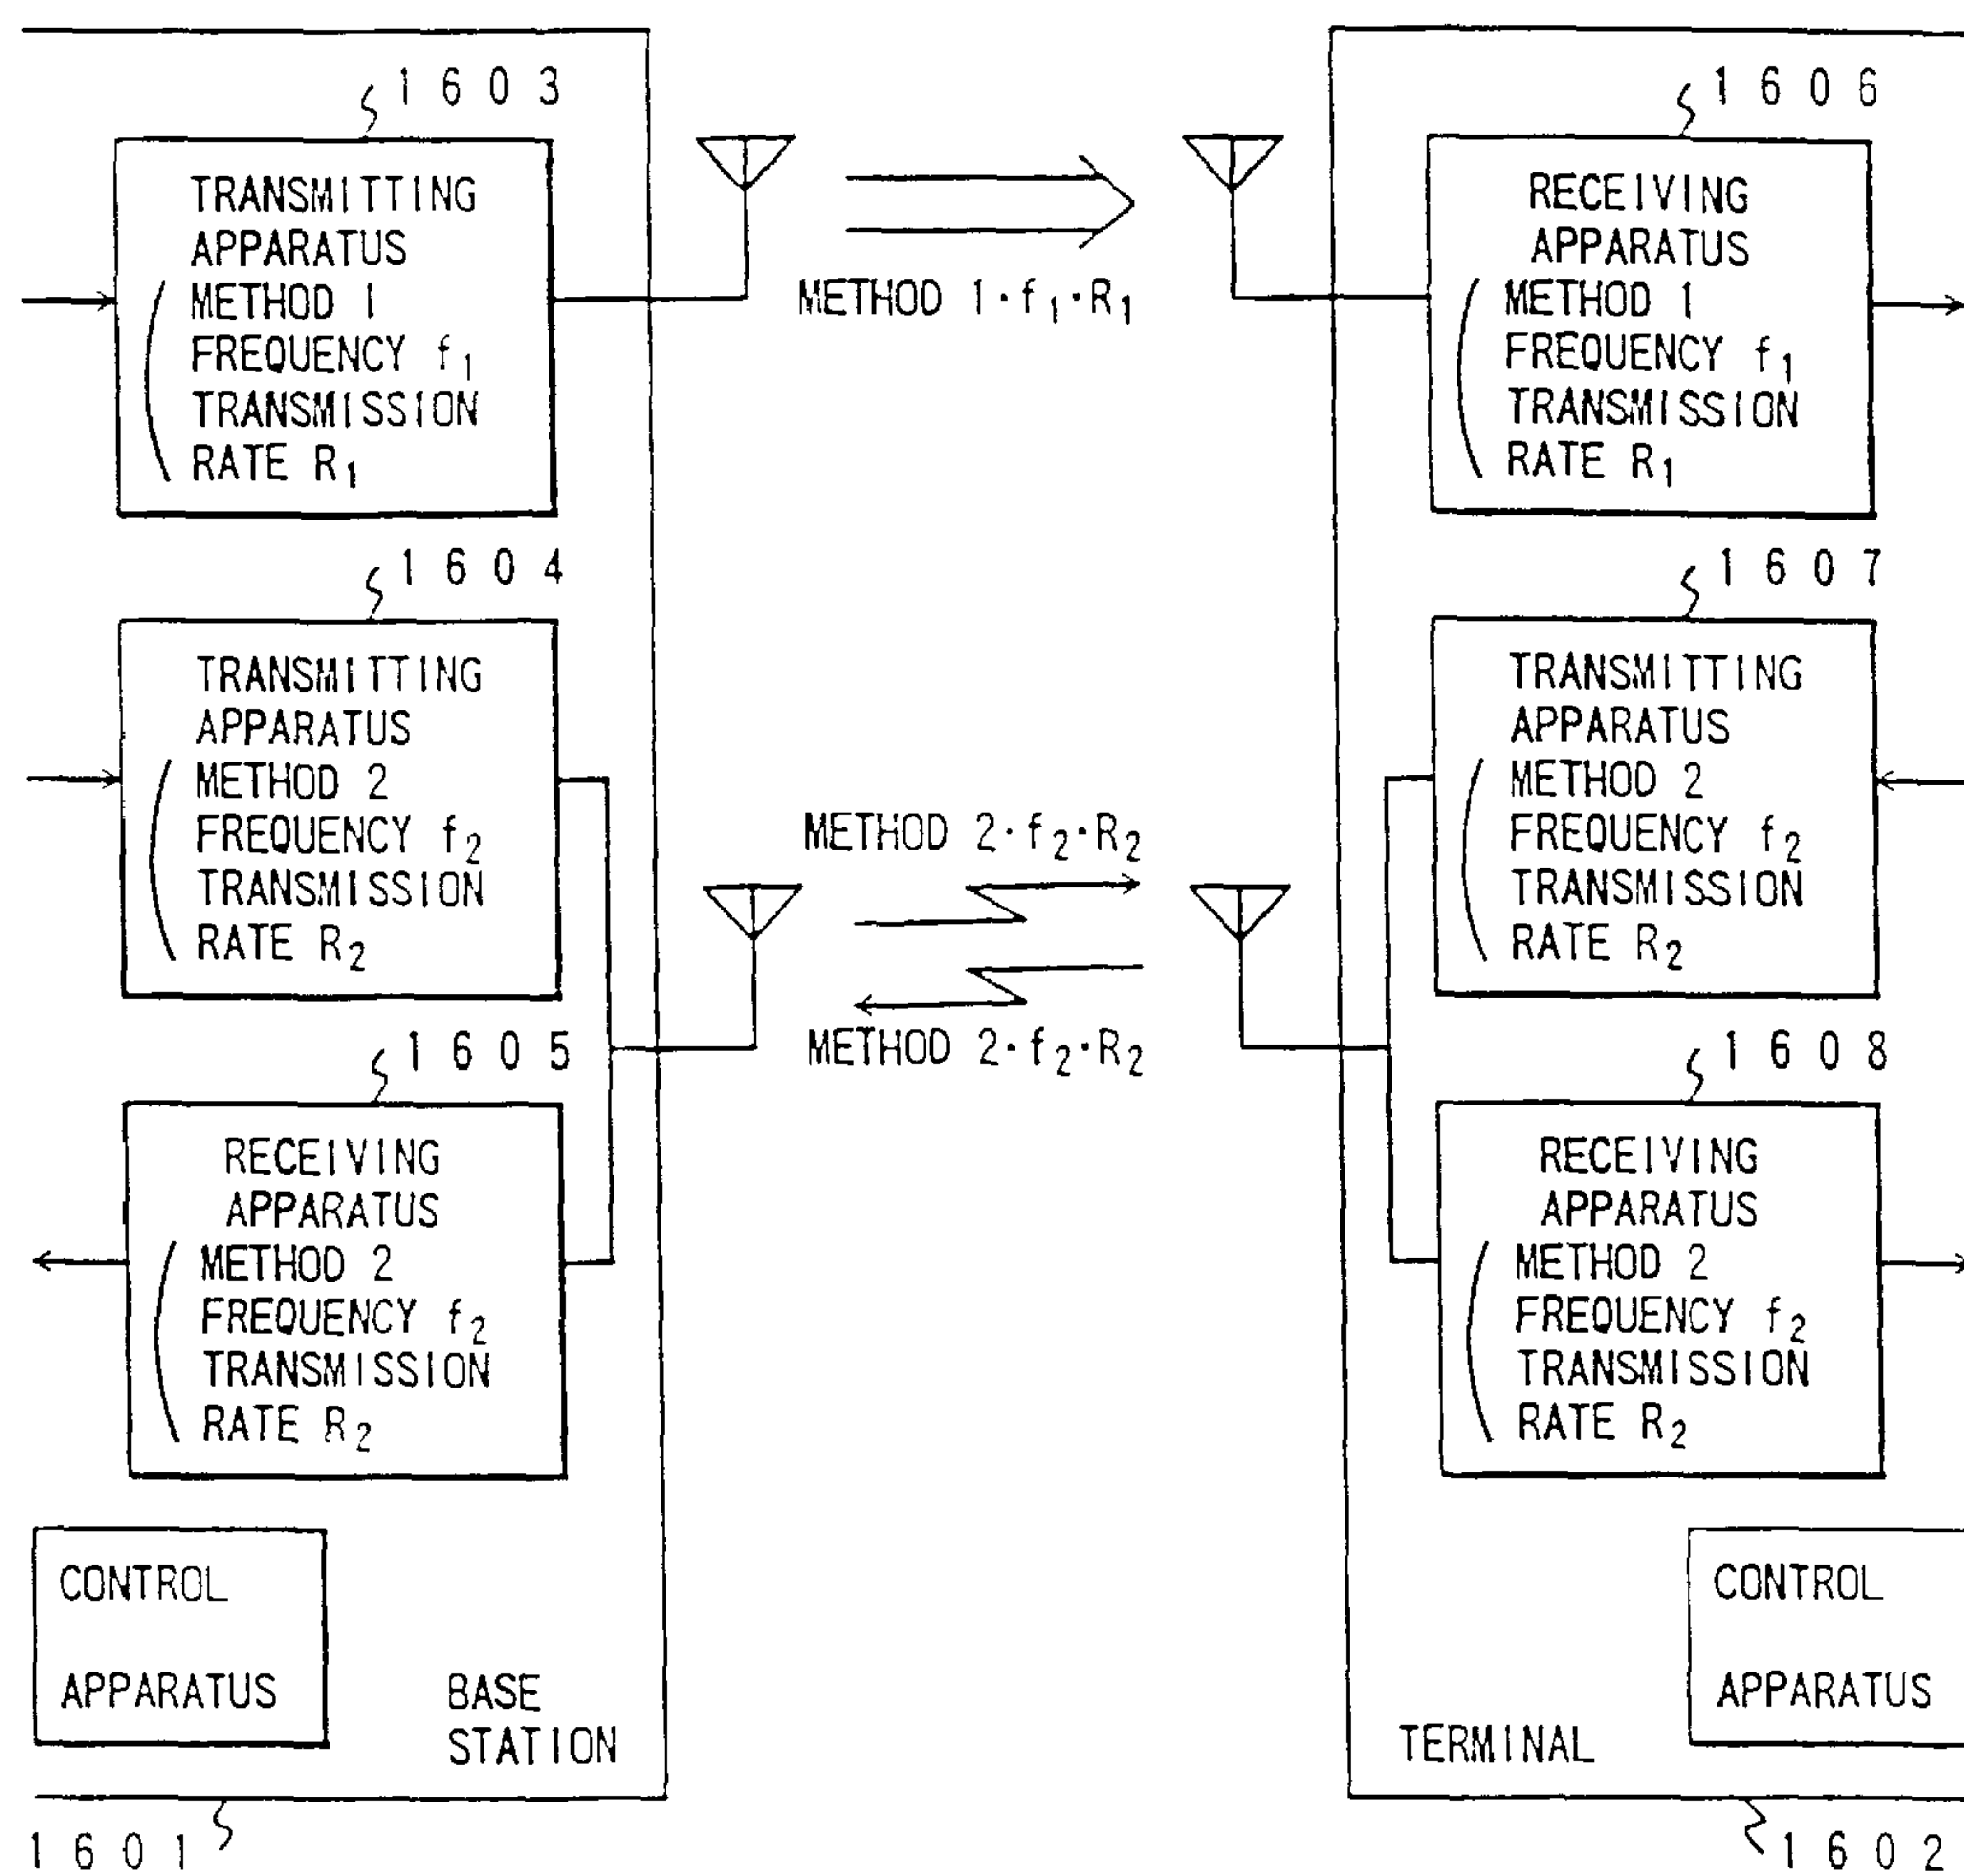 1603
TRANSMITTING
APPARATUS
METHOD 1
FREQUENCY f₁
TRANSMISSION
RATE R₁
METHOD 1·f₁·R₁
1606
RECEIVING
APPARATUS
METHOD 1
FREQUENCY f₁
TRANSMISSION
RATE R₁
1604
TRANSMITTING
APPARATUS
METHOD 2
FREQUENCY f₂
TRANSMISSION
RATE R₂
METHOD 2·f₂·R₂
METHOD 2·f₂·R₂
1607
TRANSMITTING
APPARATUS
METHOD 2
FREQUENCY f₂
TRANSMISSION
RATE R₂
1605
RECEIVING
APPARATUS
METHOD 2
FREQUENCY f₂
TRANSMISSION
RATE R₂
1608
RECEIVING
APPARATUS
METHOD 2
FREQUENCY f₂
TRANSMISSION
RATE R₂
CONTROL
APPARATUS
BASE
STATION
1601
TERMINAL
CONTROL
APPARATUS
1602